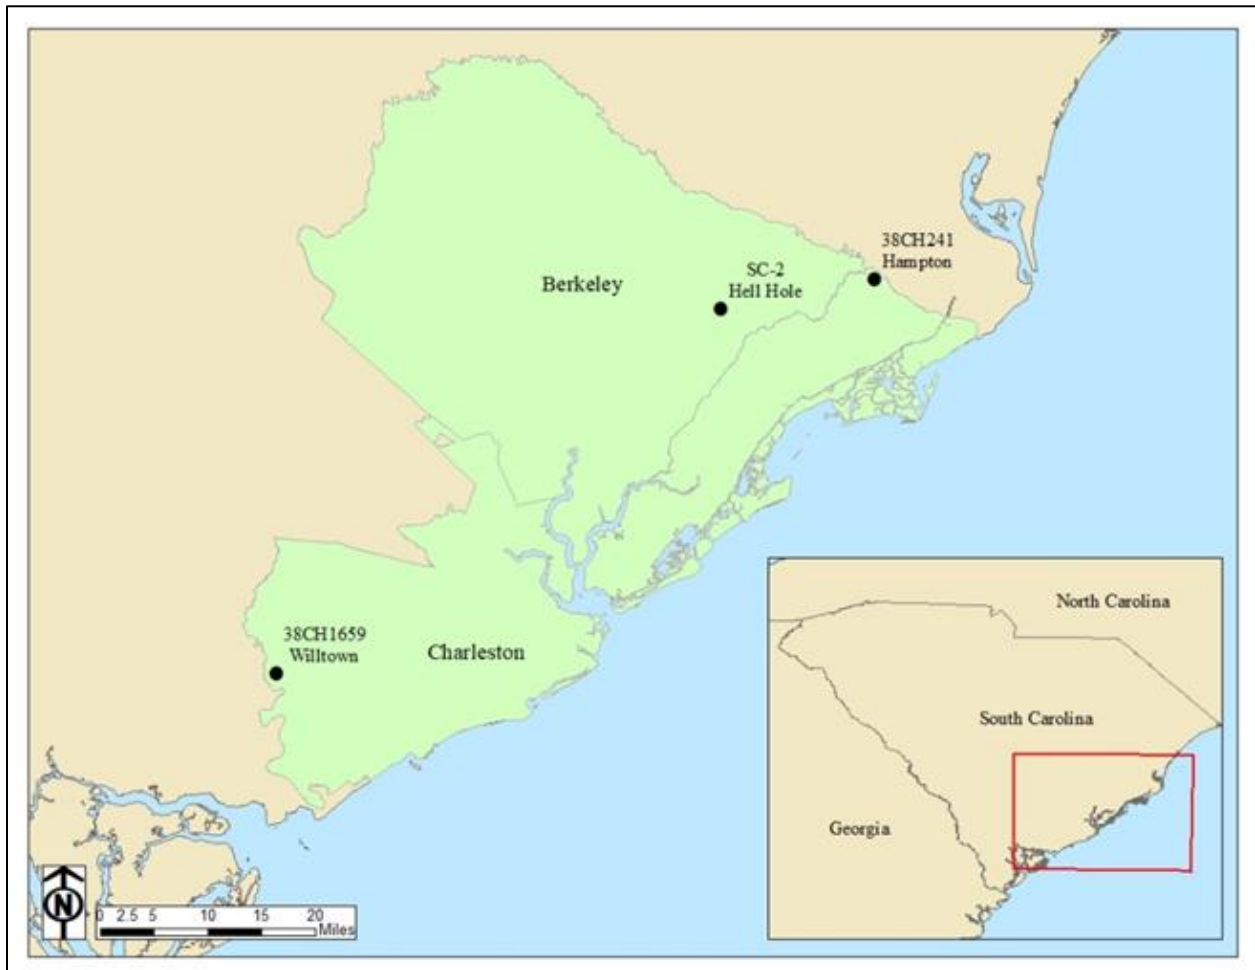 38CH241
Hampton
SC-2
Hell Hole
Berkeley
38CH1659
Willtown
Charleston
North Carolina
South Carolina
Georgia
N
0 2.5 5 10 15 20
Miles